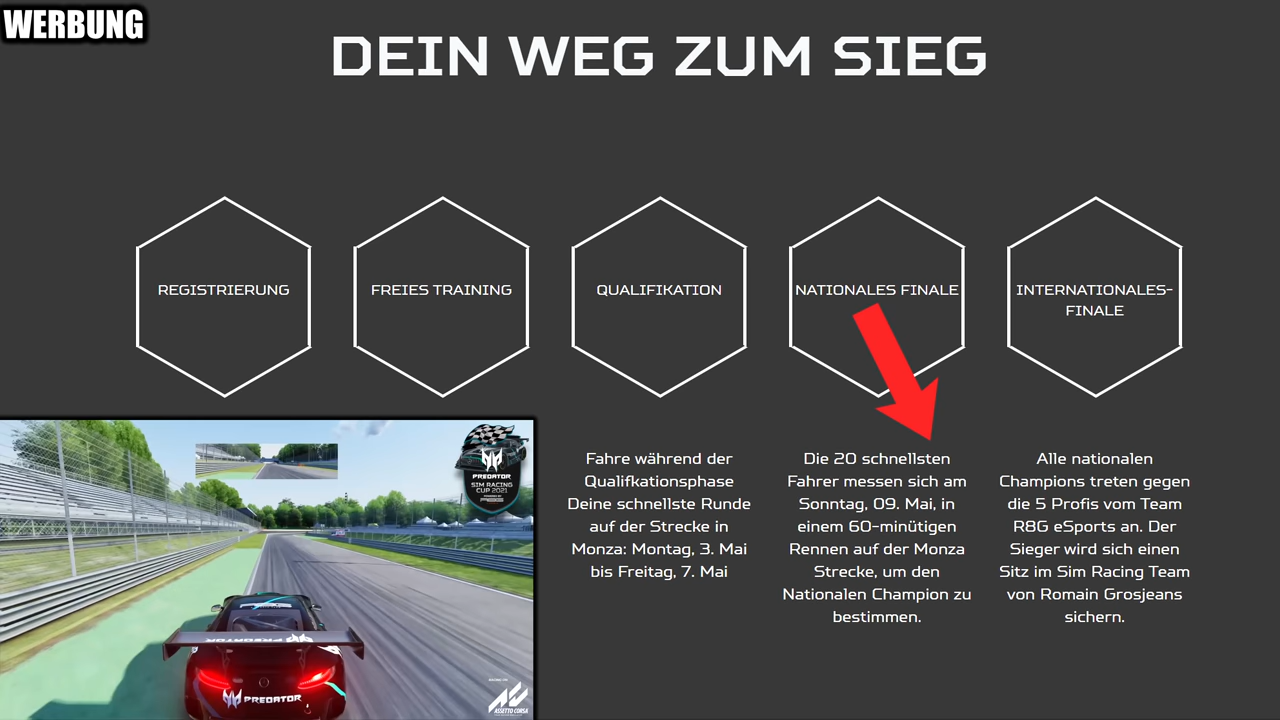 WERBUNG
DEIN WEG ZUM SIEG
REGISTRIERUNG
FREIES TRAINING
QUALIFIKATION
NATIONALES FINALE
INTERNATIONALES-
FINALE
Fahre während der
Qualifkationsphase
Deine schnellste Runde
auf der Strecke in
Monza: Montag, 3. Mai
bis Freitag, 7. Mai
Die 20 schnellsten
Fahrer messen sich am
Sonntag, 09. Mai, in
einem 60-minütigen
Rennen auf der Monza
Strecke, um den
Nationalen Champion zu
bestimmen.
Alle nationalen
Champions treten gegen
die 5 Profis vom Team
R8G eSports an. Der
Sieger wird sich einen
Sitz im Sim Racing Team
von Romain Grosjeans
sichern.
PREDATOR
SIM RACING
CUP 2021
PREDATOR
PREDATOR
ASSETTO CORSA